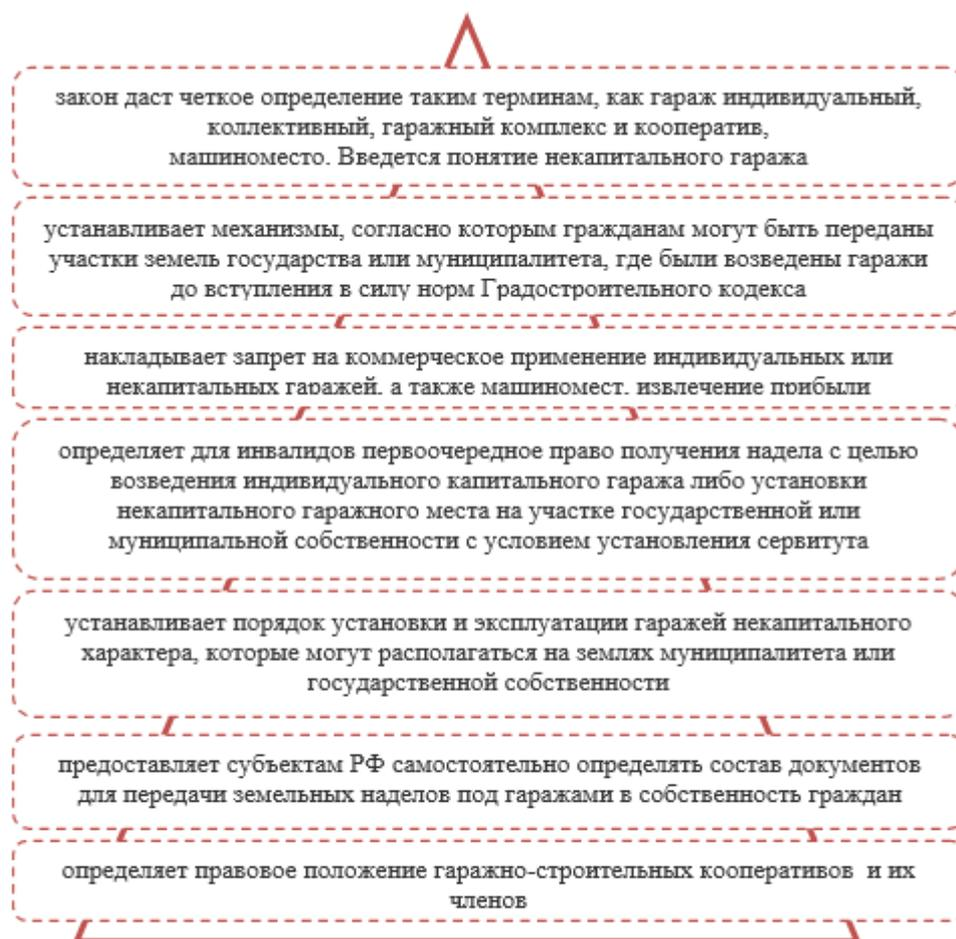 закон даст четкое определение таким терминам, как гараж индивидуальный,
коллективный, гаражный комплекс и кооператив,
машиноместо. Введется понятие некапитального гаража
устанавливает механизмы, согласно которым гражданам могут быть переданы
участки земель государства или муниципалитета, где были возведены гаражи
до вступления в силу норм Градостроительного кодекса
накладывает запрет на коммерческое применение индивидуальных или
некапитальных гаражей, а также машиномест, извлечение прибыли
определяет для инвалидов первоочередное право получения надела с целью
возведения индивидуального капитального гаража либо установки
некапитального гаражного места на участке государственной или
муниципальной собственности с условием установления сервитута
устанавливает порядок установки и эксплуатации гаражей некапитального
характера, которые могут располагаться на землях муниципалитета или
государственной собственности
предоставляет субъектам РФ самостоятельно определять состав документов
для передачи земельных наделов под гаражами в собственность граждан
определяет правовое положение гаражно-строительных кооперативов и их
членов